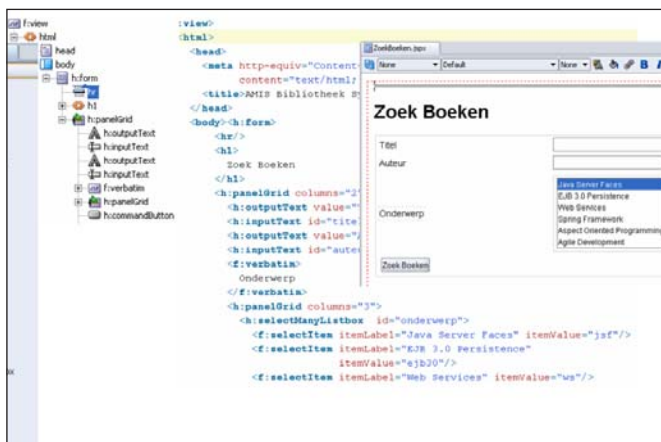 f:view
html
head
body
h:form
hr
h1
h:panelGrid
h:outputText
h:inputText
h:outputText
h:inputText
f:verbatim
h:panelGrid
h:commandButton
:view>
<html>
<head>
<meta http-equiv="Content
content="text/html;
<title>AMIS Bibliotheek Sy
</head>
<body><h:form>
<hr/>
<h1>
Zoek Boeken
</h1>
<h:panelGrid columns="2"
<h:outputText value="
<h:inputText id="tite
<h:outputText value="
<h:inputText id="aute
<f:verbatim>
Onderwerp
</f:verbatim>
<h:panelGrid columns="3">
<h:selectManyListbox id="onderwerp">
<f:selectItem itemLabel="Java Server Faces" itemValue="jsf"/>
<f:selectItem itemLabel="EJB 3.0 Persistence"
itemValue="ejb30"/>
<f:selectItem itemLabel="Web Services" itemValue="ws"/>
ZoekBoeken.jspx
None Default None B
Zoek Boeken
Titel
Auteur
Onderwerp
Java Server Faces
EJB 3.0 Persistence
Web Services
Spring Framework
Aspect Oriented Programming
Agile Development
Zoek Boeken